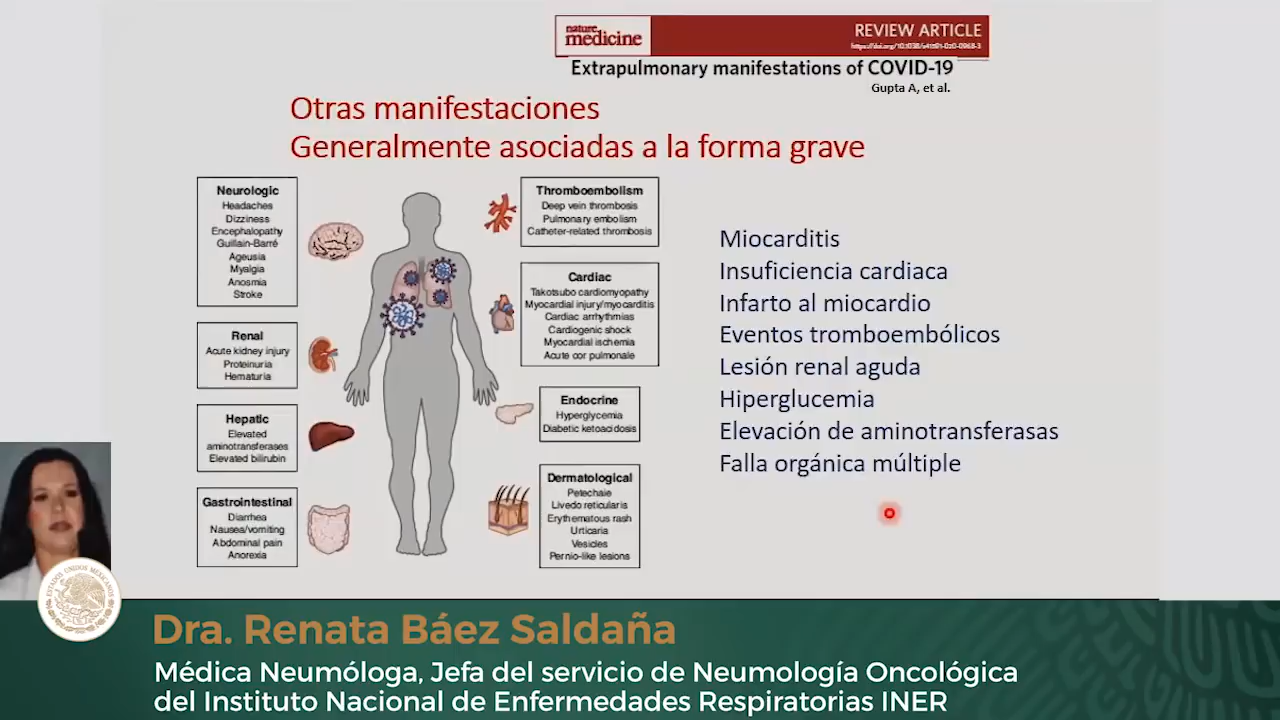 nature
medicine
REVIEW ARTICLE
Extrapulmonary manifestations of COVID-19
Gupta A, et al.
Otras manifestaciones
Generalmente asociadas a la forma grave
Neurologic
Headaches
Dizziness
Encephalopathy
Guillain-Barré
Ageusia
Myalgia
Anosmia
Stroke
Renal
Acute kidney injury
Proteinuria
Hematuria
Hepatic
Elevated
aminotransferases
Elevated bilirubin
Gastrointestinal
Diarrhea
Nausea/vomiting
Abdominal pain
Anorexia
Thromboembolism
Deep vein thrombosis
Pulmonary embolism
Catheter-related thrombosis
Cardiac
Takotsubo cardiomyopathy
Myocardial injury/myocarditis
Cardiac arrhythmias
Cardiogenic shock
Myocardial ischemia
Acute cor pulmonale
Endocrine
Hyperglycemia
Diabetic ketoacidosis
Dermatological
Petechiae
Livedo reticularis
Erythematous rash
Urticaria
Vesicles
Pernio-like lesions
Miocarditis
Insuficiencia cardiaca
Infarto al miocardio
Eventos tromboembólicos
Lesión renal aguda
Hiperglucemia
Elevación de aminotransferasas
Falla orgánica múltiple
ESTADOS UNIDOS MEXICANOS
Dra. Renata Báez Saldaña
Médica Neumóloga, Jefa del servicio de Neumología Oncológica
del Instituto Nacional de Enfermedades Respiratorias INER